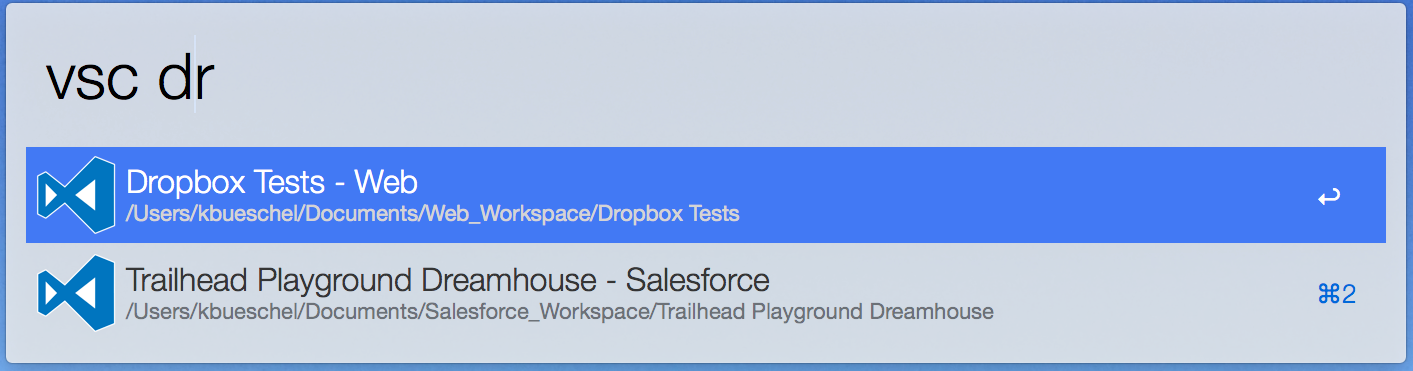 vsc dr
Dropbox Tests - Web
/Users/kbueschel/Documents/Web_Workspace/Dropbox Tests
↩
Trailhead Playground Dreamhouse - Salesforce
/Users/kbueschel/Documents/Salesforce_Workspace/Trailhead Playground Dreamhouse
⌘2